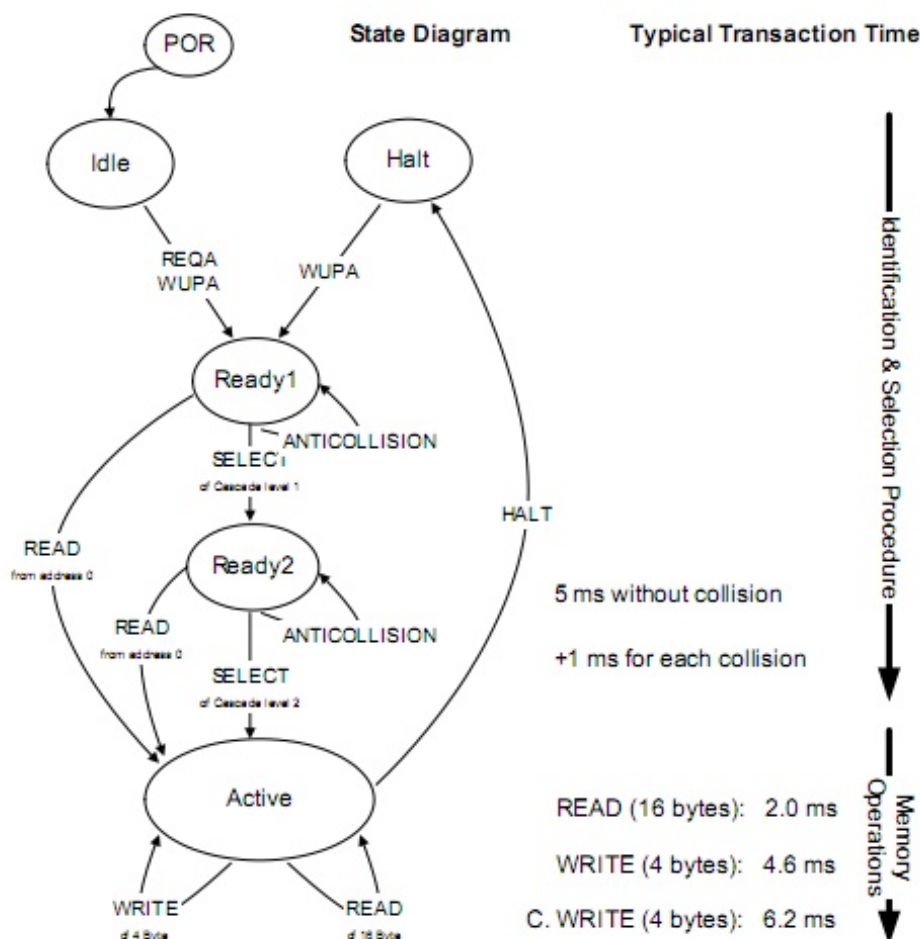 POR
State Diagram
Typical Transaction Time
Idle
Halt
REQA
WUPA
WUPA
Ready1
ANTICOLLISION
SELECT
of Cascade level 1
READ
from address 0
HALT
Ready2
READ
from address 0
ANTICOLLISION
SELECT
of Cascade level 2
5 ms without collision
+1 ms for each collision
Identification & Selection Procedure
Active
READ (16 bytes): 2.0 ms
WRITE (4 bytes): 4.6 ms
C. WRITE (4 bytes): 6.2 ms
Memory
Operations
WRITE
of 4 Byte
READ
of 16 Byte